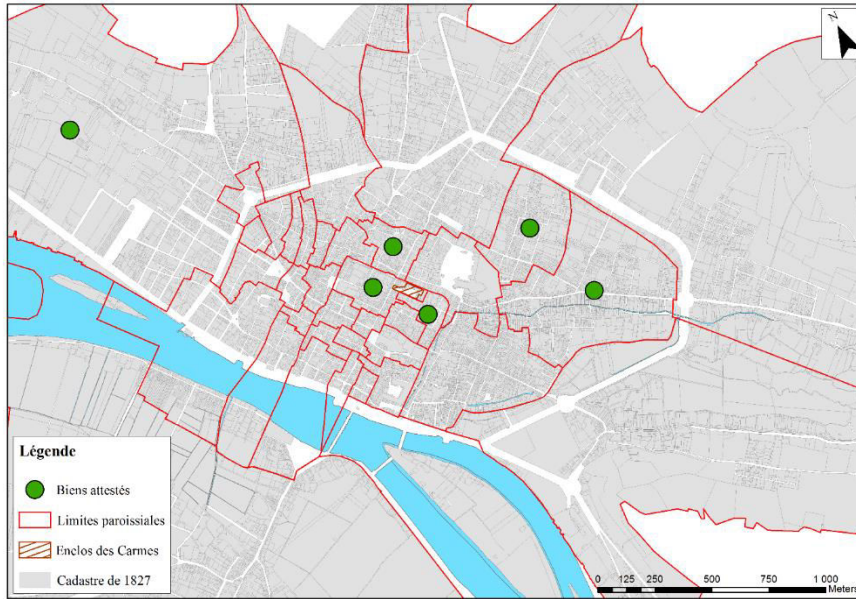 N
Légende
Biens attestés
Limites paroissiales
Enclos des Carmes
Cadastre de 1827
0 125 250 500 750 1 000
Meters